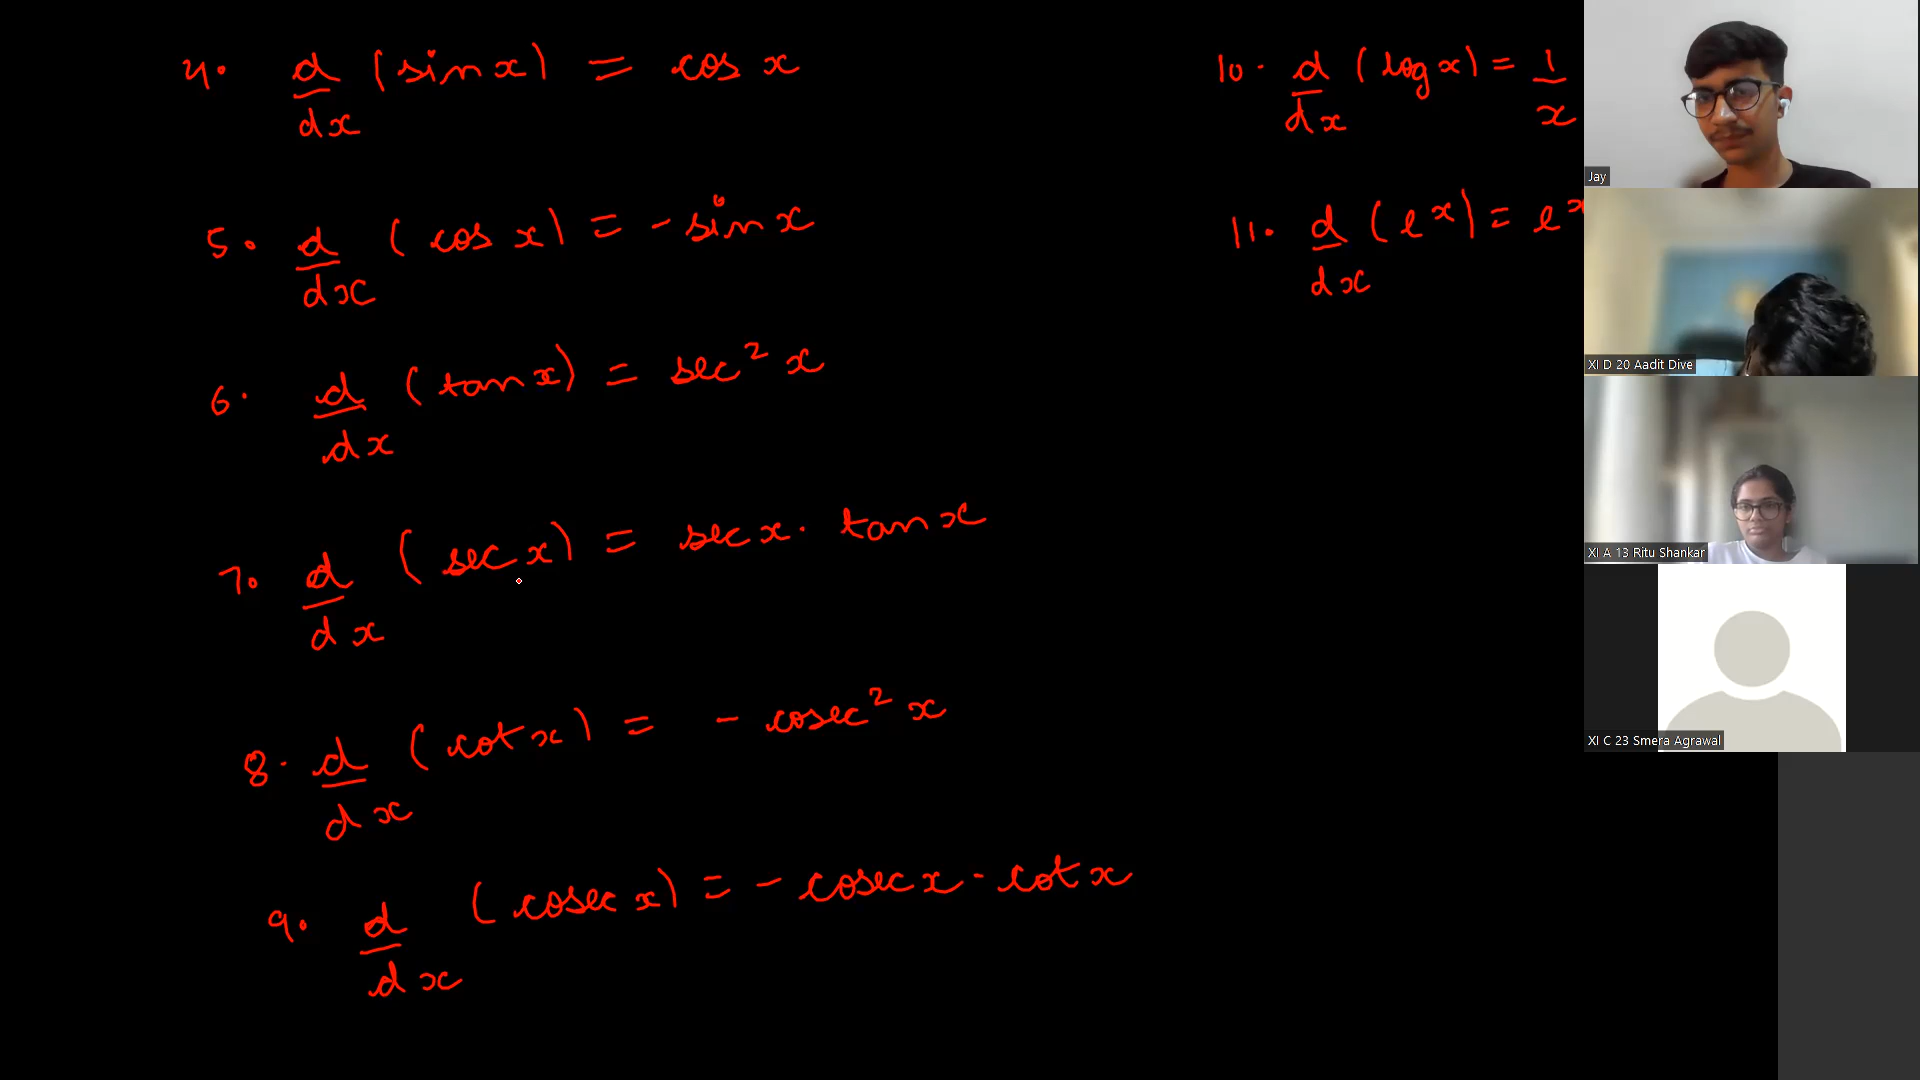 4. d/dx (sin x) = cos x
5. d/dx (cos x) = - sin x
6. d/dx (tan x) = sec² x
7. d/dx (sec x) = sec x . tan x
8. d/dx (cot x) = - cosec² x
9. d/dx (cosec x) = - cosec x - cot x
10. d/dx (log x) = 1/x
11. d/dx (e^x) = e^x
Jay
XI D 20 Aadit Dive
XI A 13 Ritu Shankar
XI C 23 Smera Agrawal